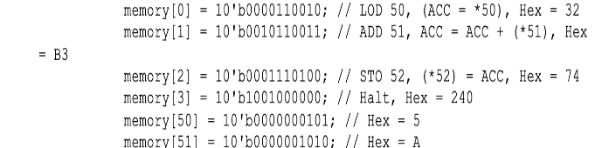 memory[0] = 10'b0000110010; // LOD 50, (ACC = *50), Hex = 32
memory[1] = 10'b0010110011; // ADD 51, ACC = ACC + (*51), Hex
= B3
memory[2] = 10'b0001110100; // STO 52, (*52) = ACC, Hex = 74
memory[3] = 10'b1001000000; // Halt, Hex = 240
memory[50] = 10'b0000000101; // Hex = 5
memory[51] = 10'b0000001010; // Hex = A